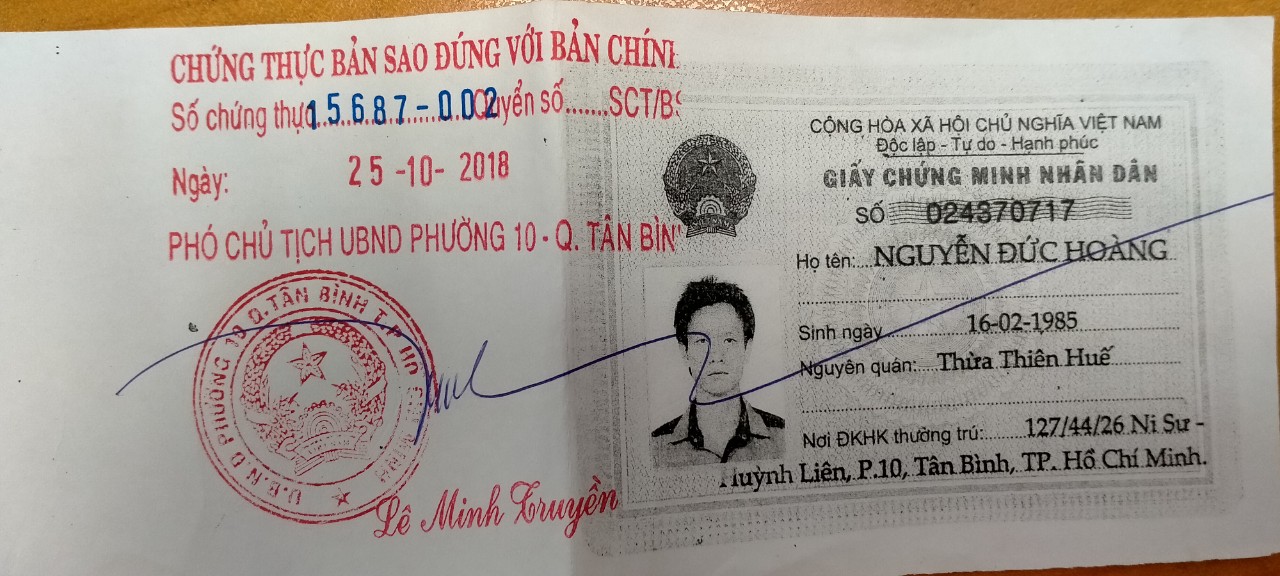 CHỨNG THỰC BẢN SAO ĐÚNG VỚI BẢN CHÍNH
Số chứng thực 15687-002 Quyển số.......SCT/BS
Ngày: 25-10-2018
PHÓ CHỦ TỊCH UBND PHƯỜNG 10 - Q. TÂN BÌN
U.B.N.D PHƯỜNG 10 Q.TÂN BÌNH T.P HỒ CHÍ MINH
Lê Minh Truyền
CỘNG HÒA XÃ HỘI CHỦ NGHĨA VIỆT NAM
Độc lập - Tự do - Hạnh phúc
GIẤY CHỨNG MINH NHÂN DÂN
SỐ 024370717
Họ tên:...NGUYỄN ĐỨC HOÀNG
Sinh ngày 16-02-1985
Nguyên quán:....Thừa Thiên Huế
Nơi ĐKHK thường trú:.......127/44/26 Ni Sư -
Huỳnh Liên, P.10, Tân Bình, TP. Hồ Chí Minh.